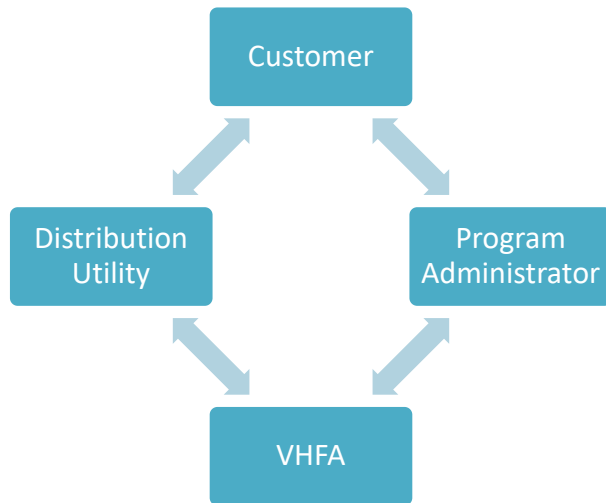 Customer
Distribution
Utility
Program
Administrator
VHFA